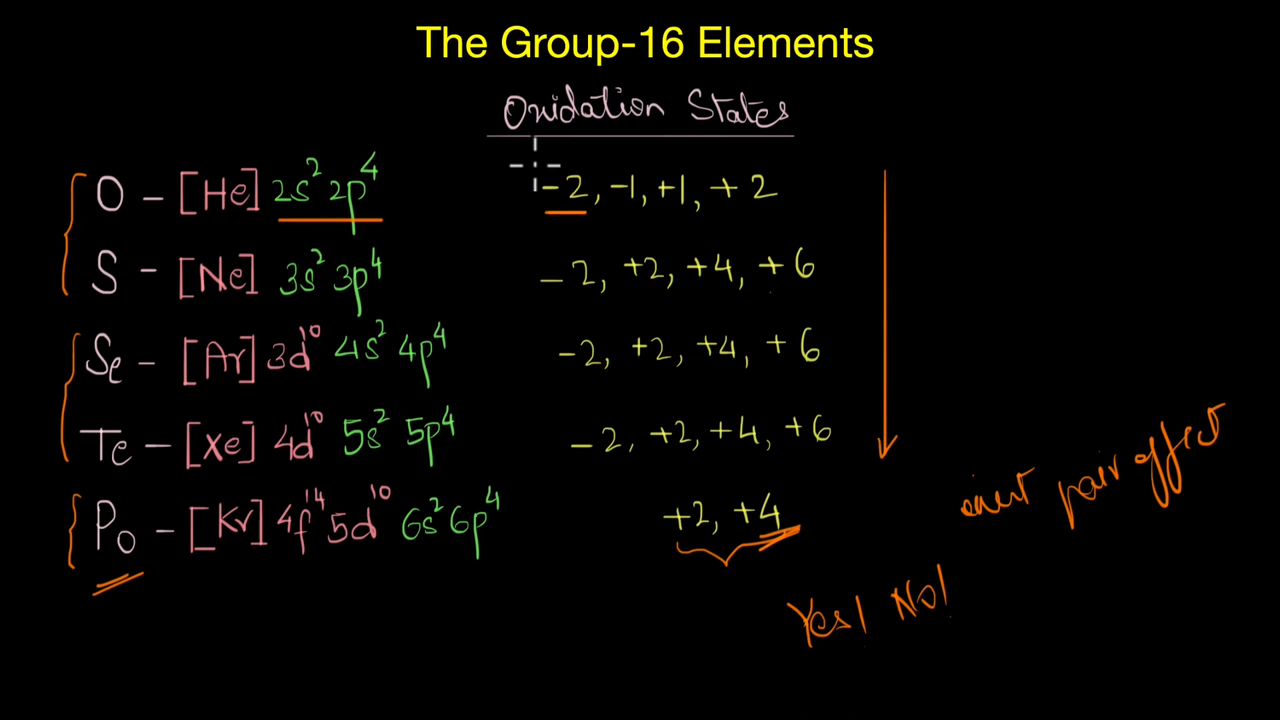 The Group-16 Elements
Oxidation States
O - [He] 2s² 2p⁴ -2, -1, +1, +2
S - [Ne] 3s² 3p⁴ -2, +2, +4, +6
Se - [Ar] 3d¹⁰ 4s² 4p⁴ -2, +2, +4, +6
Te - [Xe] 4d¹⁰ 5s² 5p⁴ -2, +2, +4, +6
Po - [Kr] 4f¹⁴ 5d¹⁰ 6s² 6p⁴ +2, +4
pair effect
Yes! No!